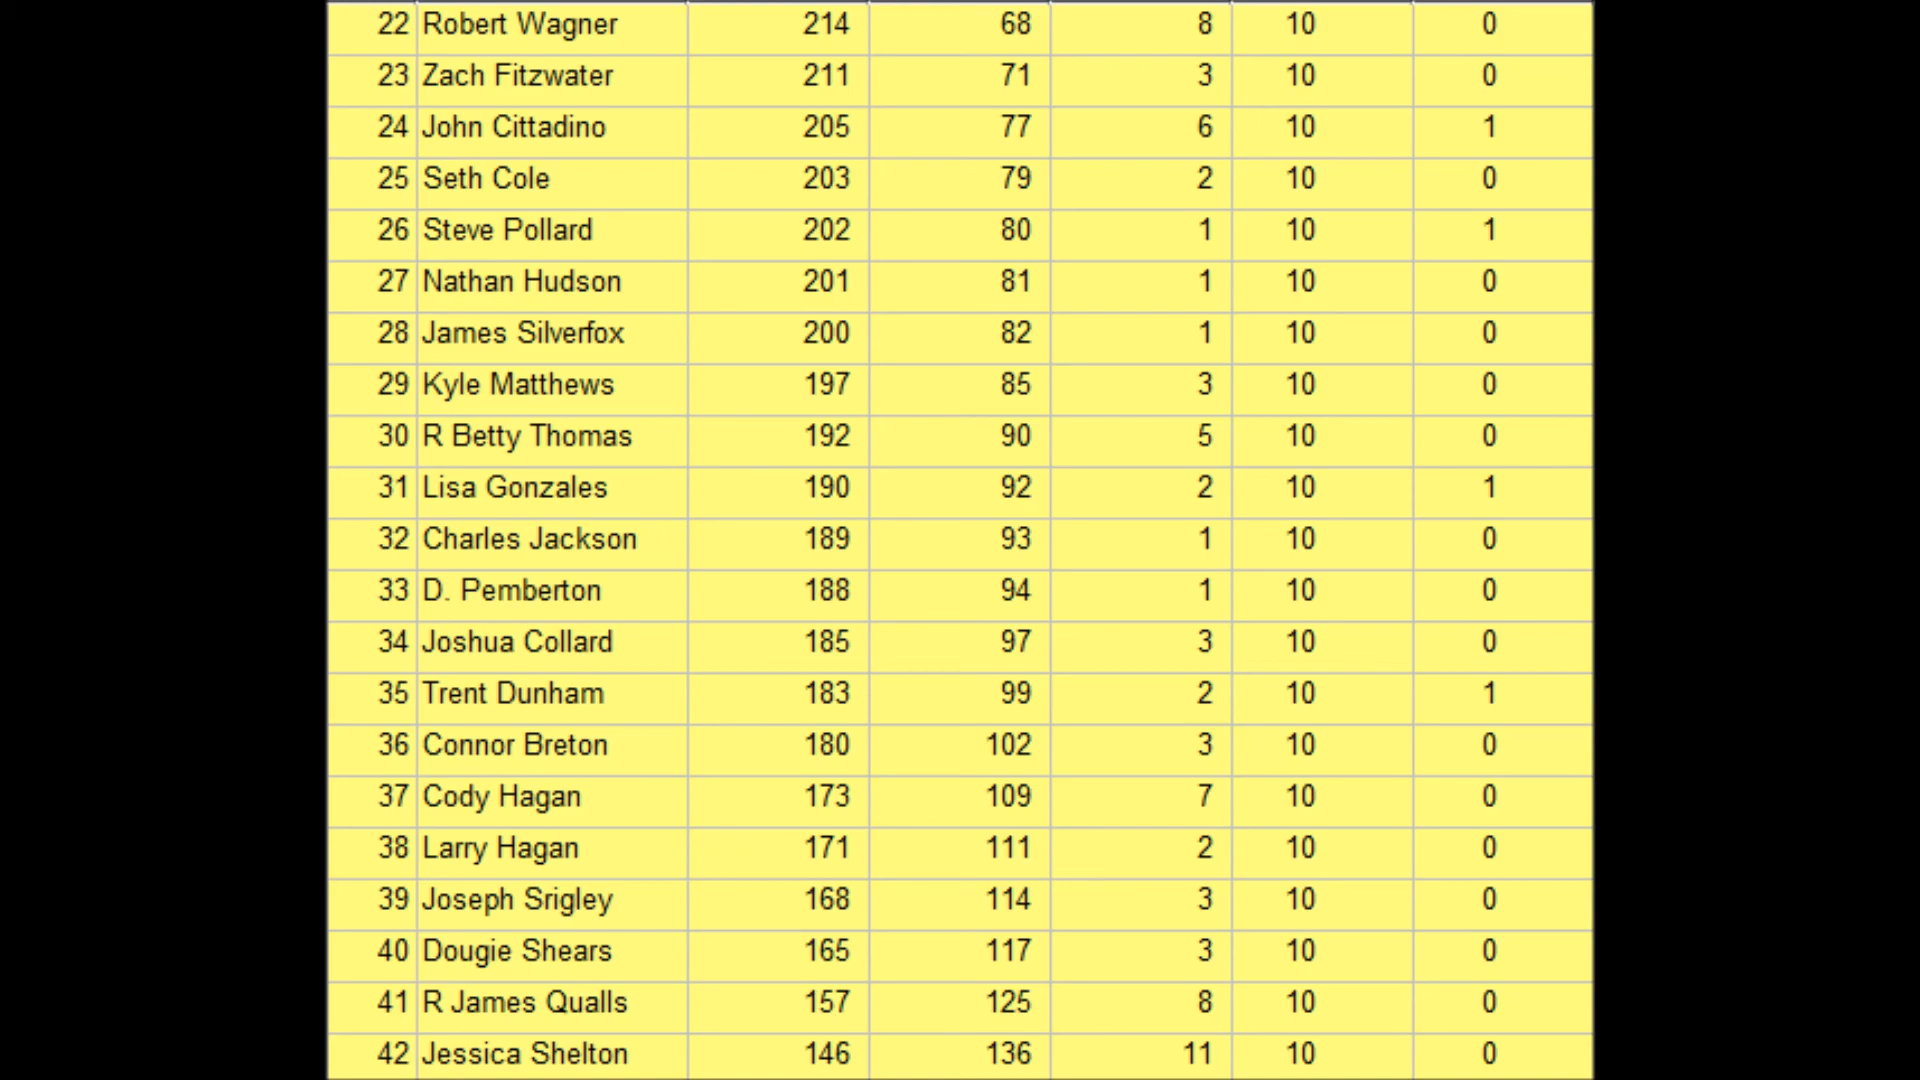 22 Robert Wagner 214 68 8 10 0
23 Zach Fitzwater 211 71 3 10 0
24 John Cittadino 205 77 6 10 1
25 Seth Cole 203 79 2 10 0
26 Steve Pollard 202 80 1 10 1
27 Nathan Hudson 201 81 1 10 0
28 James Silverfox 200 82 1 10 0
29 Kyle Matthews 197 85 3 10 0
30 R Betty Thomas 192 90 5 10 0
31 Lisa Gonzales 190 92 2 10 1
32 Charles Jackson 189 93 1 10 0
33 D. Pemberton 188 94 1 10 0
34 Joshua Collard 185 97 3 10 0
35 Trent Dunham 183 99 2 10 1
36 Connor Breton 180 102 3 10 0
37 Cody Hagan 173 109 7 10 0
38 Larry Hagan 171 111 2 10 0
39 Joseph Srigley 168 114 3 10 0
40 Dougie Shears 165 117 3 10 0
41 R James Qualls 157 125 8 10 0
42 Jessica Shelton 146 136 11 10 0